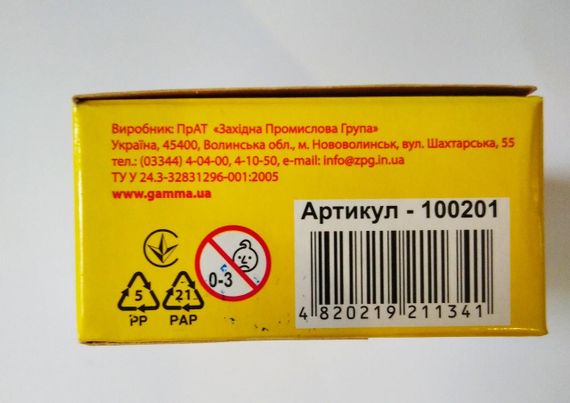 Виробник: ПрАТ «Західна Промислова Група»
Україна, 45400, Волинська обл., м. Нововолинськ, вул. Шахтарська, 55
тел.: (03344) 4-04-00, 4-10-50, e-mail: info@zpg.in.ua
ТУ У 24.3-32831296-001:2005
www.gamma.ua
Артикул - 100201
0-3
5
PP
21
PAP
4 820219 211341